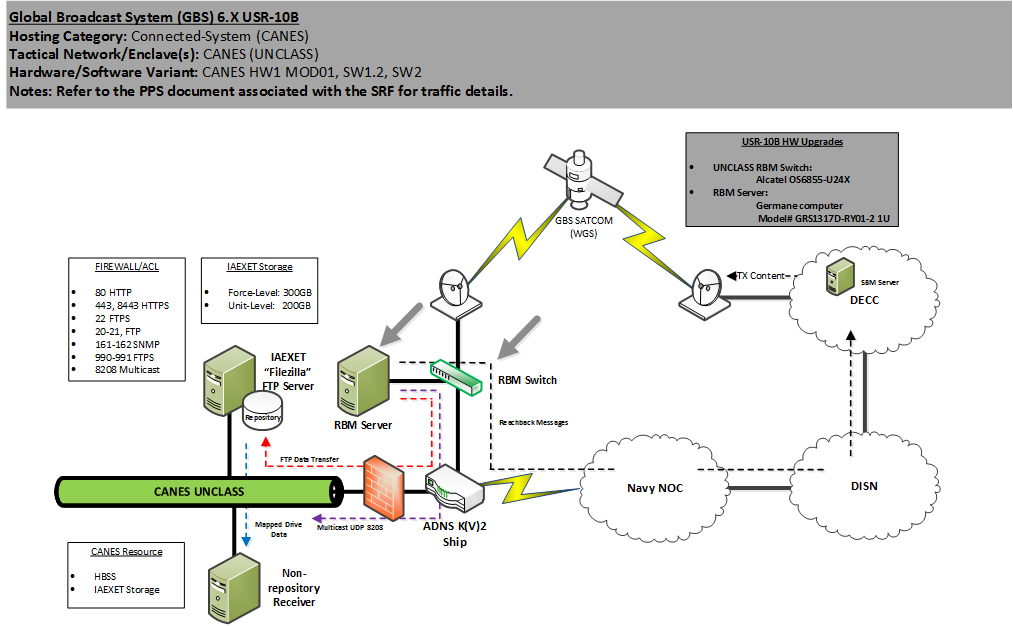 Global Broadcast System (GBS) 6.X USR-10B
Hosting Category: Connected-System (CANES)
Tactical Network/Enclave(s): CANES (UNCLASS)
Hardware/Software Variant: CANES HW1 MOD01, SW1.2, SW2
Notes: Refer to the PPS document associated with the SRF for traffic details.
USR-10B HW Upgrades
• UNCLASS RBM Switch:
Alcatel OS6855-U24X
• RBM Server:
Germane computer
Model# GRS1317D-RY01-2 1U
GBS SATCOM
(WGS)
TX Content
SBM Server
DECC
FIREWALL/ACL
• 80 HTTP
• 443, 8443 HTTPS
• 22 FTPS
• 20-21, FTP
• 161-162 SNMP
• 990-991 FTPS
• 8208 Multicast
IAEXET Storage
• Force-Level: 300GB
• Unit-Level: 200GB
IAEXET
"Filezilla"
FTP Server
Repository
RBM Server
RBM Switch
Reachback Messages
FTP Data Transfer
CANES UNCLASS
Navy NOC
DISN
Mapped Drive
Data
Multicast UDP 8208
ADNS K(V)2
Ship
CANES Resource
• HBSS
• IAEXET Storage
Non-
repository
Receiver